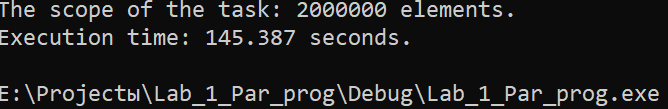 The scope of the task: 2000000 elements.
Execution time: 145.387 seconds.
E:\Projectы\Lab_1_Par_prog\Debug\Lab_1_Par_prog.exe